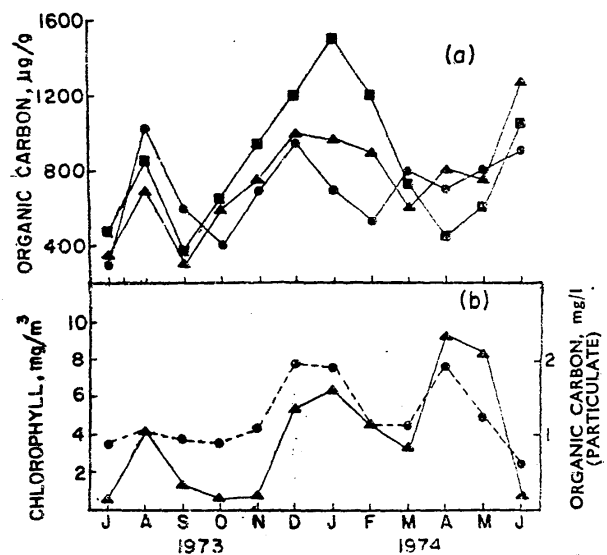 ORGANIC CARBON, µg/g
1600
1200
800
400
(a)
CHLOROPHYLL, mg/m³
10
8
6
4
2
(b)
2
1
ORGANIC CARBON, mg/l
(PARTICULATE)
J A S O N D J F M A M J
1973 1974